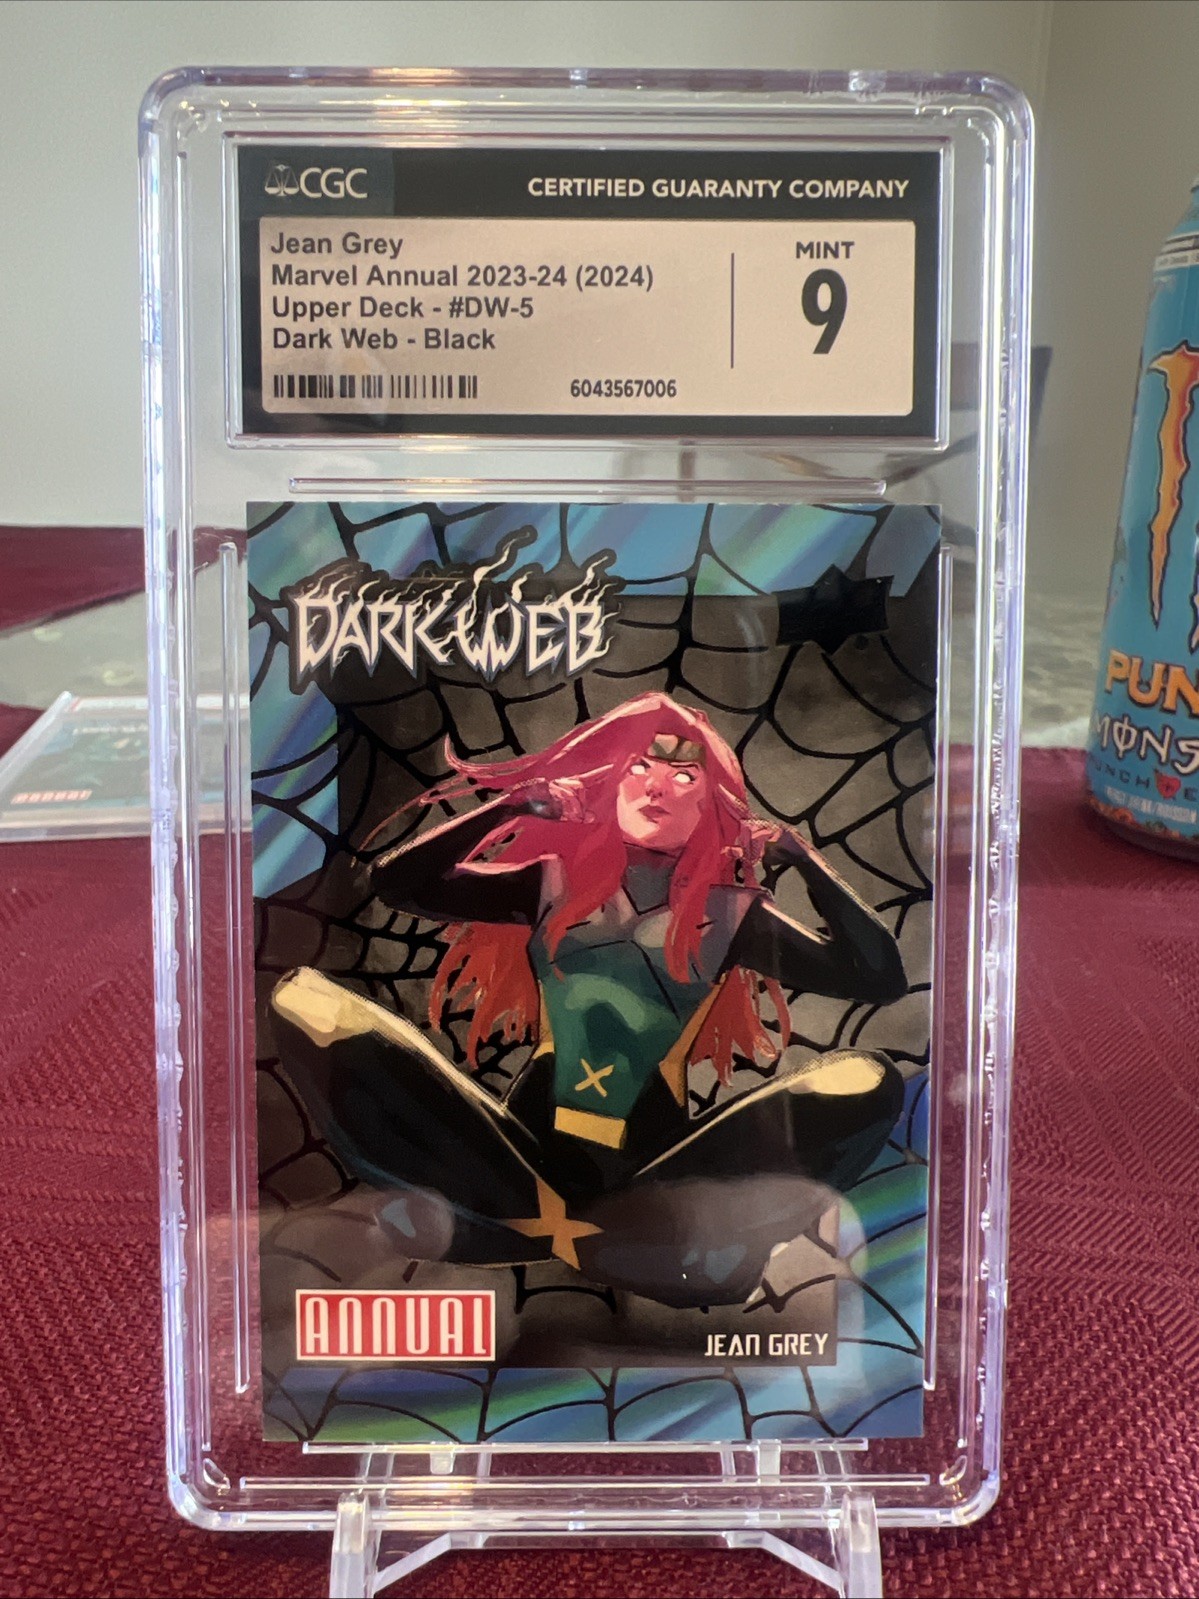 CGC
CERTIFIED GUARANTY COMPANY
Jean Grey
Marvel Annual 2023-24 (2024)
Upper Deck - #DW-5
Dark Web - Black
MINT
9
6043567006
DARK WEB
X
ANNUAL
JEAN GREY
ANNUAL
PUN